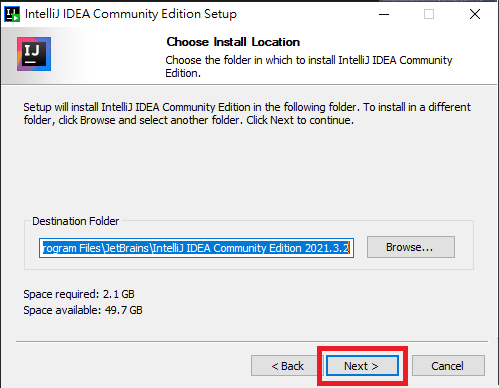 IntelliJ IDEA Community Edition Setup
IJ
Choose Install Location
Choose the folder in which to install IntelliJ IDEA Community
Edition.
Setup will install IntelliJ IDEA Community Edition in the following folder. To install in a different
folder, click Browse and select another folder. Click Next to continue.
Destination Folder
rogram Files\JetBrains\IntelliJ IDEA Community Edition 2021.3.2
Browse...
Space required: 2.1 GB
Space available: 49.7 GB
< Back
Next >
Cancel